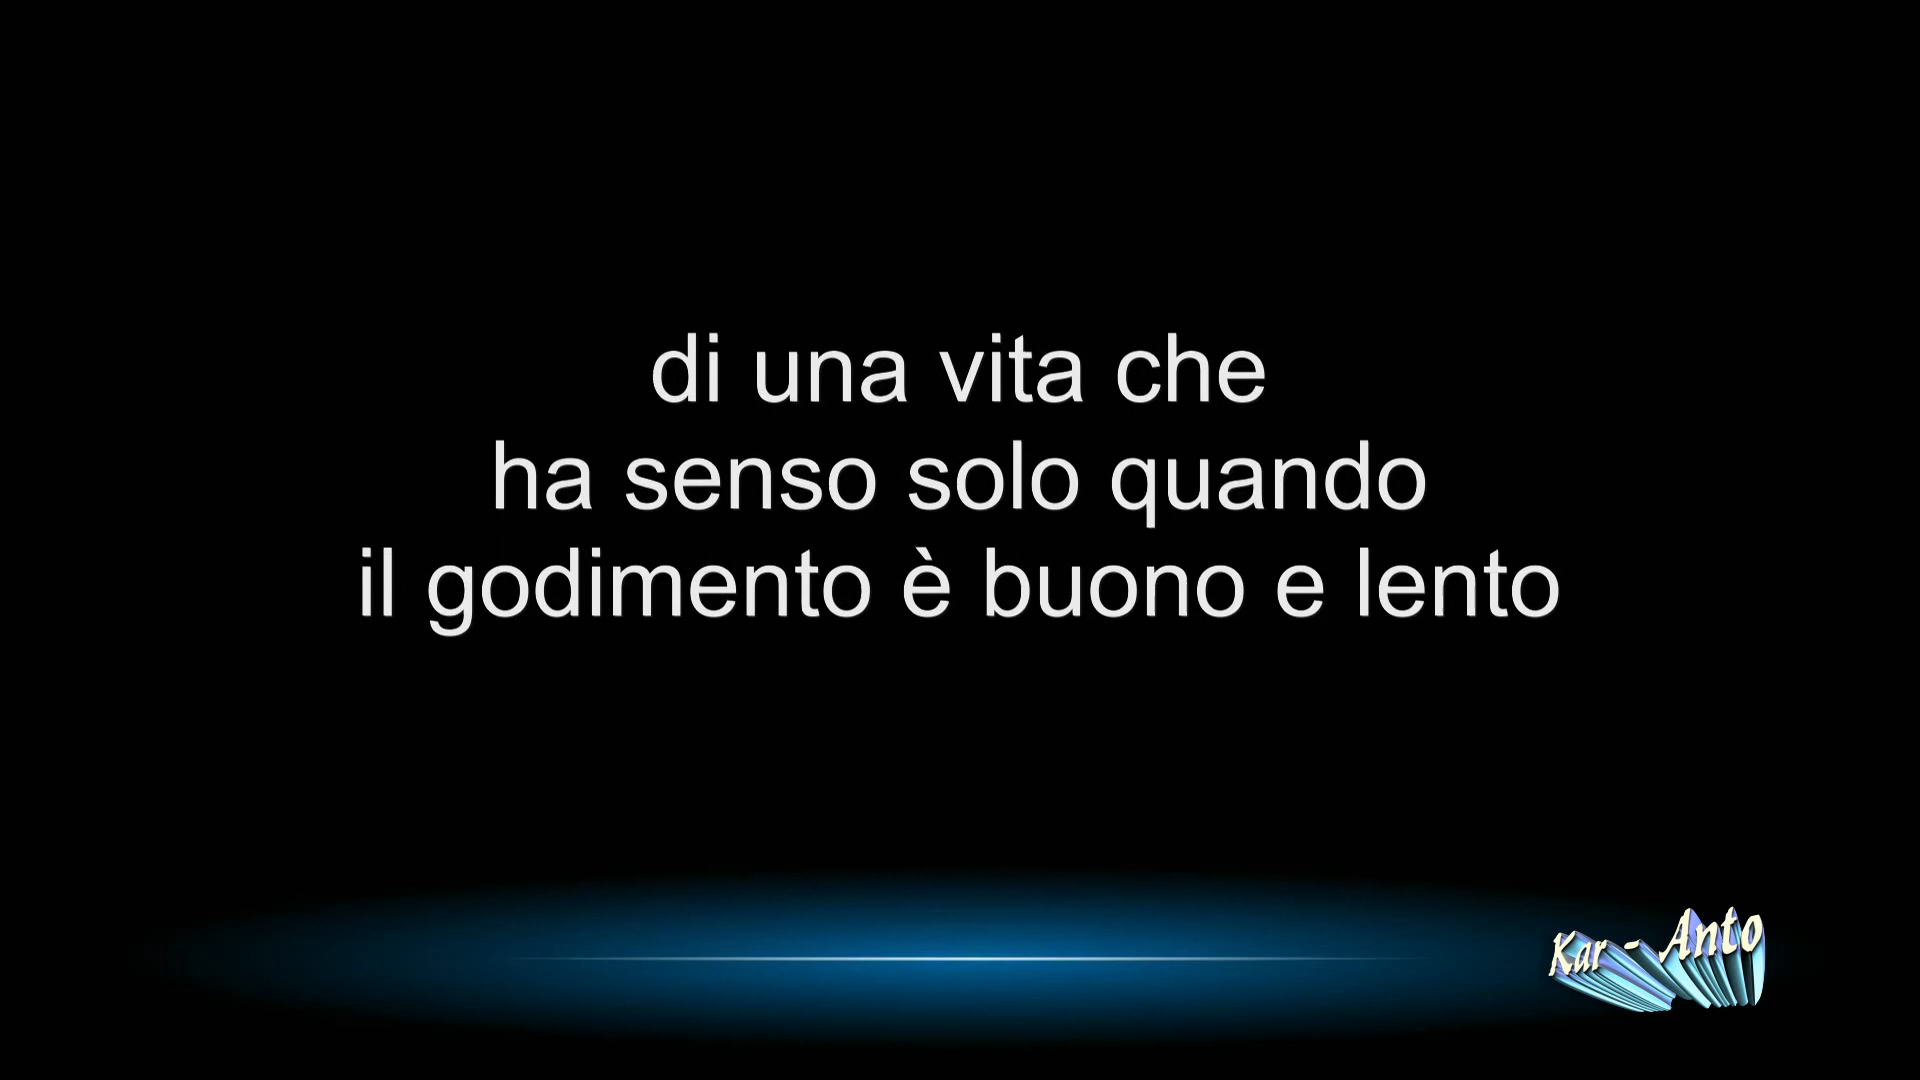 di una vita che
ha senso solo quando
il godimento è buono e lento
Kar - Anto